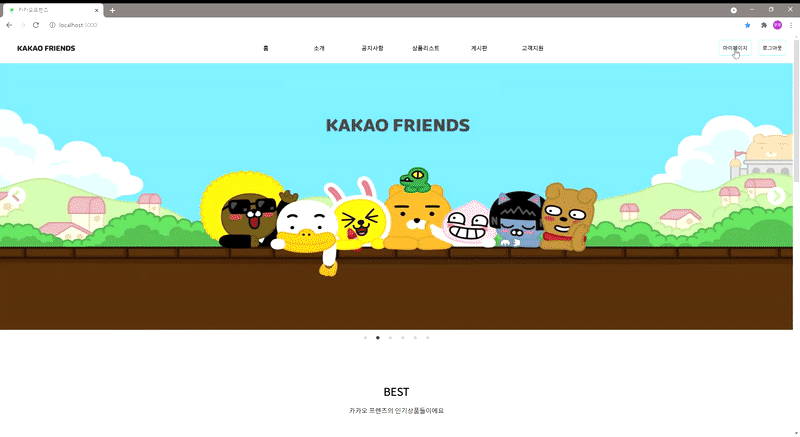 카카오프렌즈
localhost:3000
KAKAO FRIENDS
홈
소개
공지사항
상품리스트
게시판
고객지원
마이페이지
로그아웃
KAKAO FRIENDS
BEST
카카오 프렌즈의 인기상품들이에요